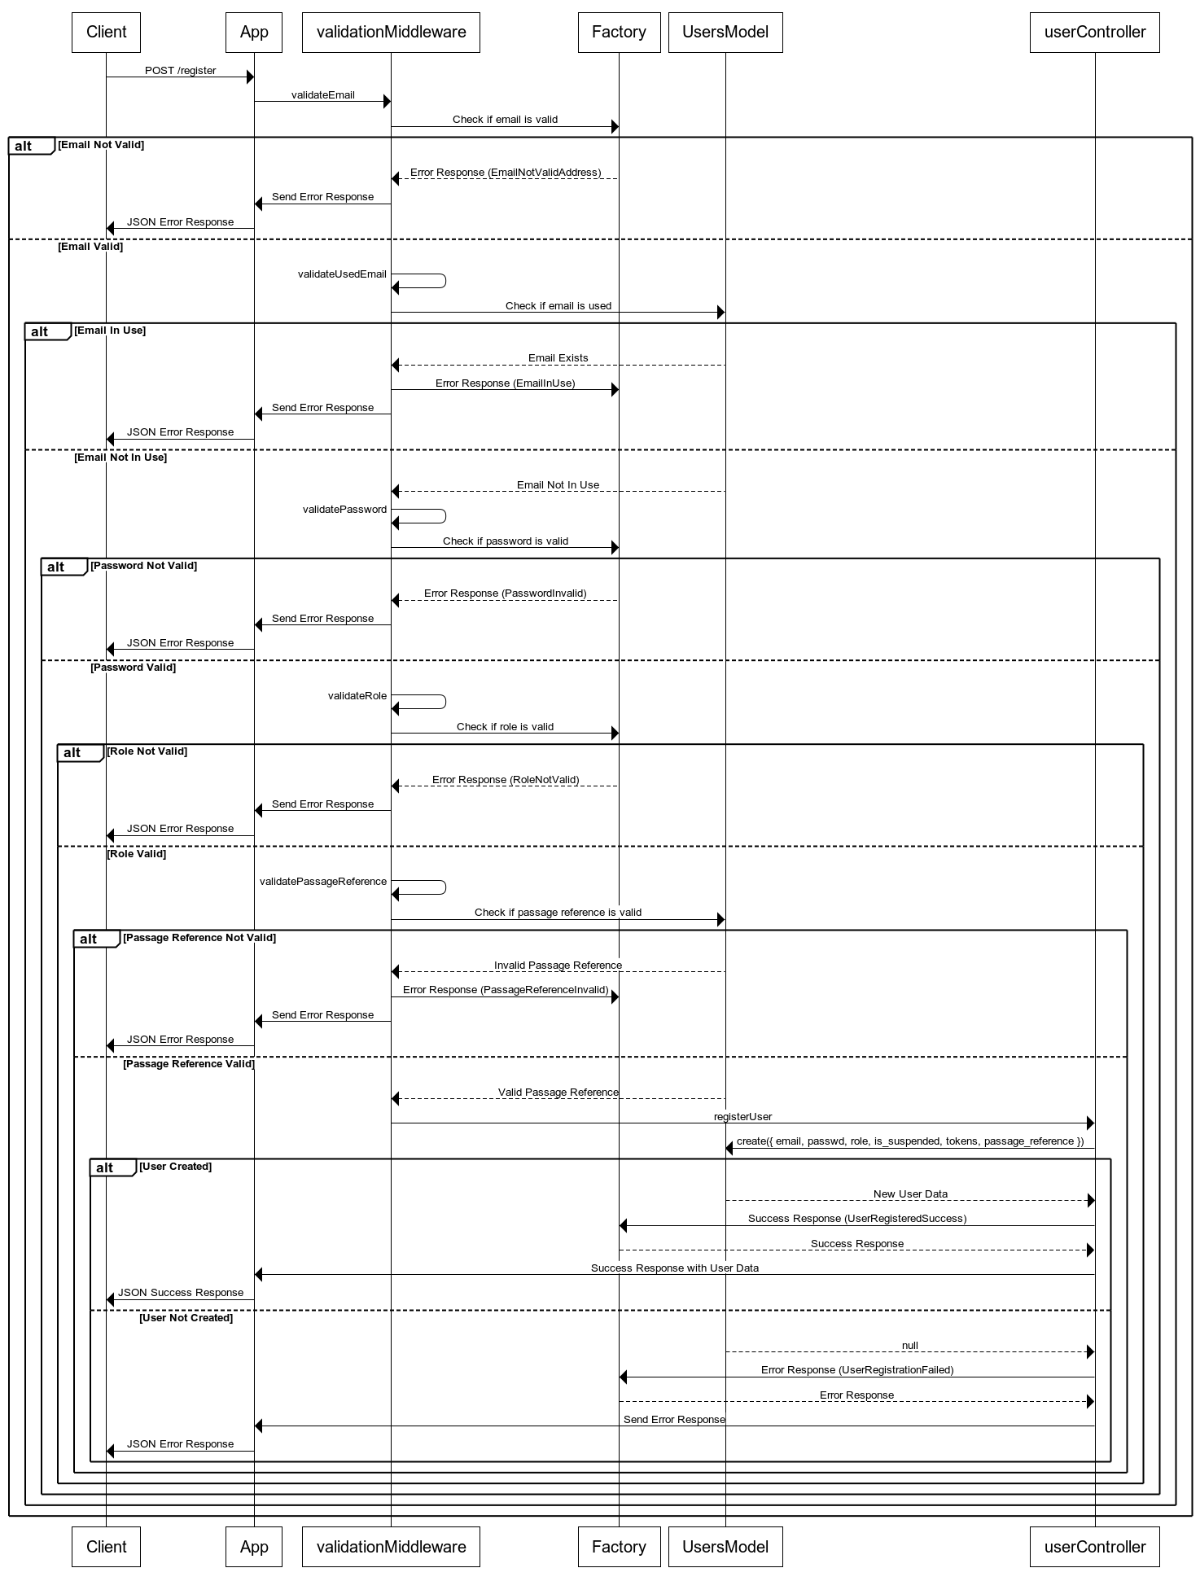 Client App validationMiddleware Factory UsersModel userController
POST /register
validateEmail
Check if email is valid
alt [Email Not Valid]
Error Response (EmailNotValidAddress)
Send Error Response
JSON Error Response
[Email Valid]
validateUsedEmail
Check if email is used
alt [Email In Use]
Email Exists
Error Response (EmailInUse)
Send Error Response
JSON Error Response
[Email Not In Use]
Email Not In Use
validatePassword
Check if password is valid
alt [Password Not Valid]
Error Response (PasswordInvalid)
Send Error Response
JSON Error Response
[Password Valid]
validateRole
Check if role is valid
alt [Role Not Valid]
Error Response (RoleNotValid)
Send Error Response
JSON Error Response
[Role Valid]
validatePassageReference
Check if passage reference is valid
alt [Passage Reference Not Valid]
Invalid Passage Reference
Error Response (PassageReferenceInvalid)
Send Error Response
JSON Error Response
[Passage Reference Valid]
Valid Passage Reference
registerUser
create({ email, passwd, role, is_suspended, tokens, passage_reference })
alt [User Created]
New User Data
Success Response (UserRegisteredSuccess)
Success Response
Success Response with User Data
JSON Success Response
[User Not Created]
null
Error Response (UserRegistrationFailed)
Error Response
Send Error Response
JSON Error Response
Client App validationMiddleware Factory UsersModel userController